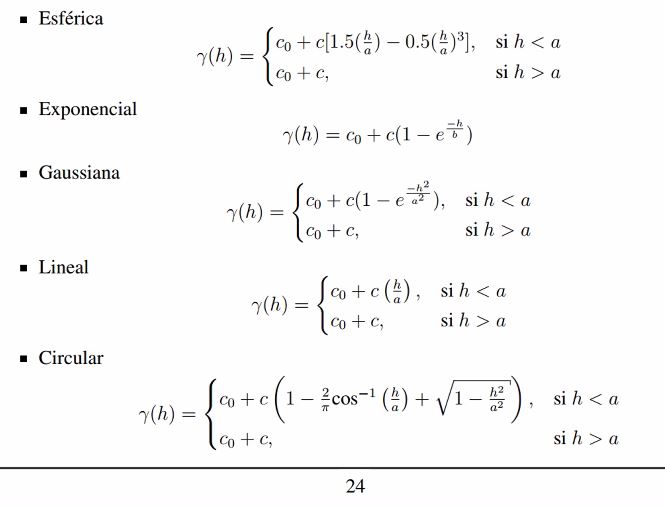 ▪ Esférica
γ(h) = { c₀ + c[1.5(h/a) − 0.5(h/a)³], si h < a
c₀ + c, si h > a
▪ Exponencial
γ(h) = c₀ + c(1 − e^(−h/b))
▪ Gaussiana
γ(h) = { c₀ + c(1 − e^(−h²/a²)), si h < a
c₀ + c, si h > a
▪ Lineal
γ(h) = { c₀ + c (h/a), si h < a
c₀ + c, si h > a
▪ Circular
γ(h) = { c₀ + c (1 − 2/π cos⁻¹ (h/a) + √(1 − h²/a²)), si h < a
c₀ + c, si h > a
24